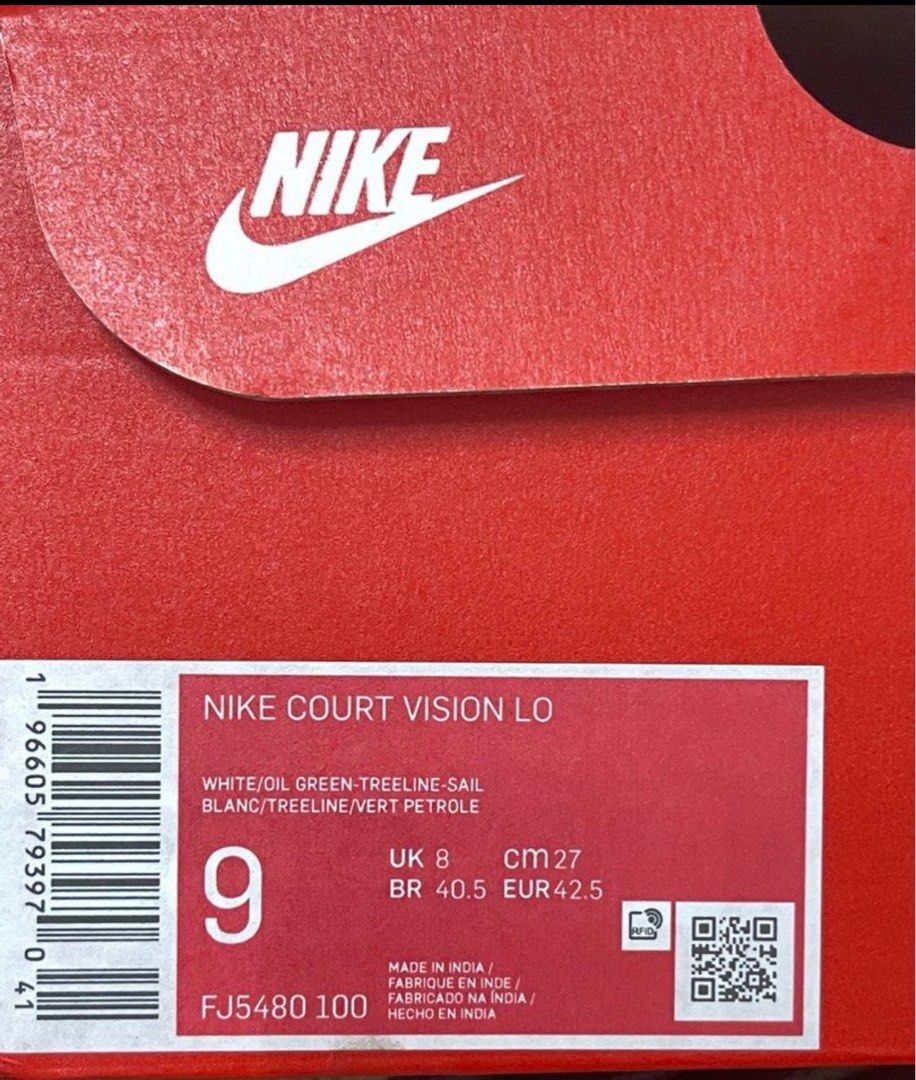 NIKE
NIKE COURT VISION LO
WHITE/OIL GREEN-TREELINE-SAIL
BLANC/TREELINE/VERT PETROLE
9
UK 8 cm 27
BR 40.5 EUR 42.5
RFID
MADE IN INDIA /
FABRIQUE EN INDE /
FABRICADO NA ÍNDIA /
HECHO EN INDIA
FJ5480 100
1 96605 79397 0 41